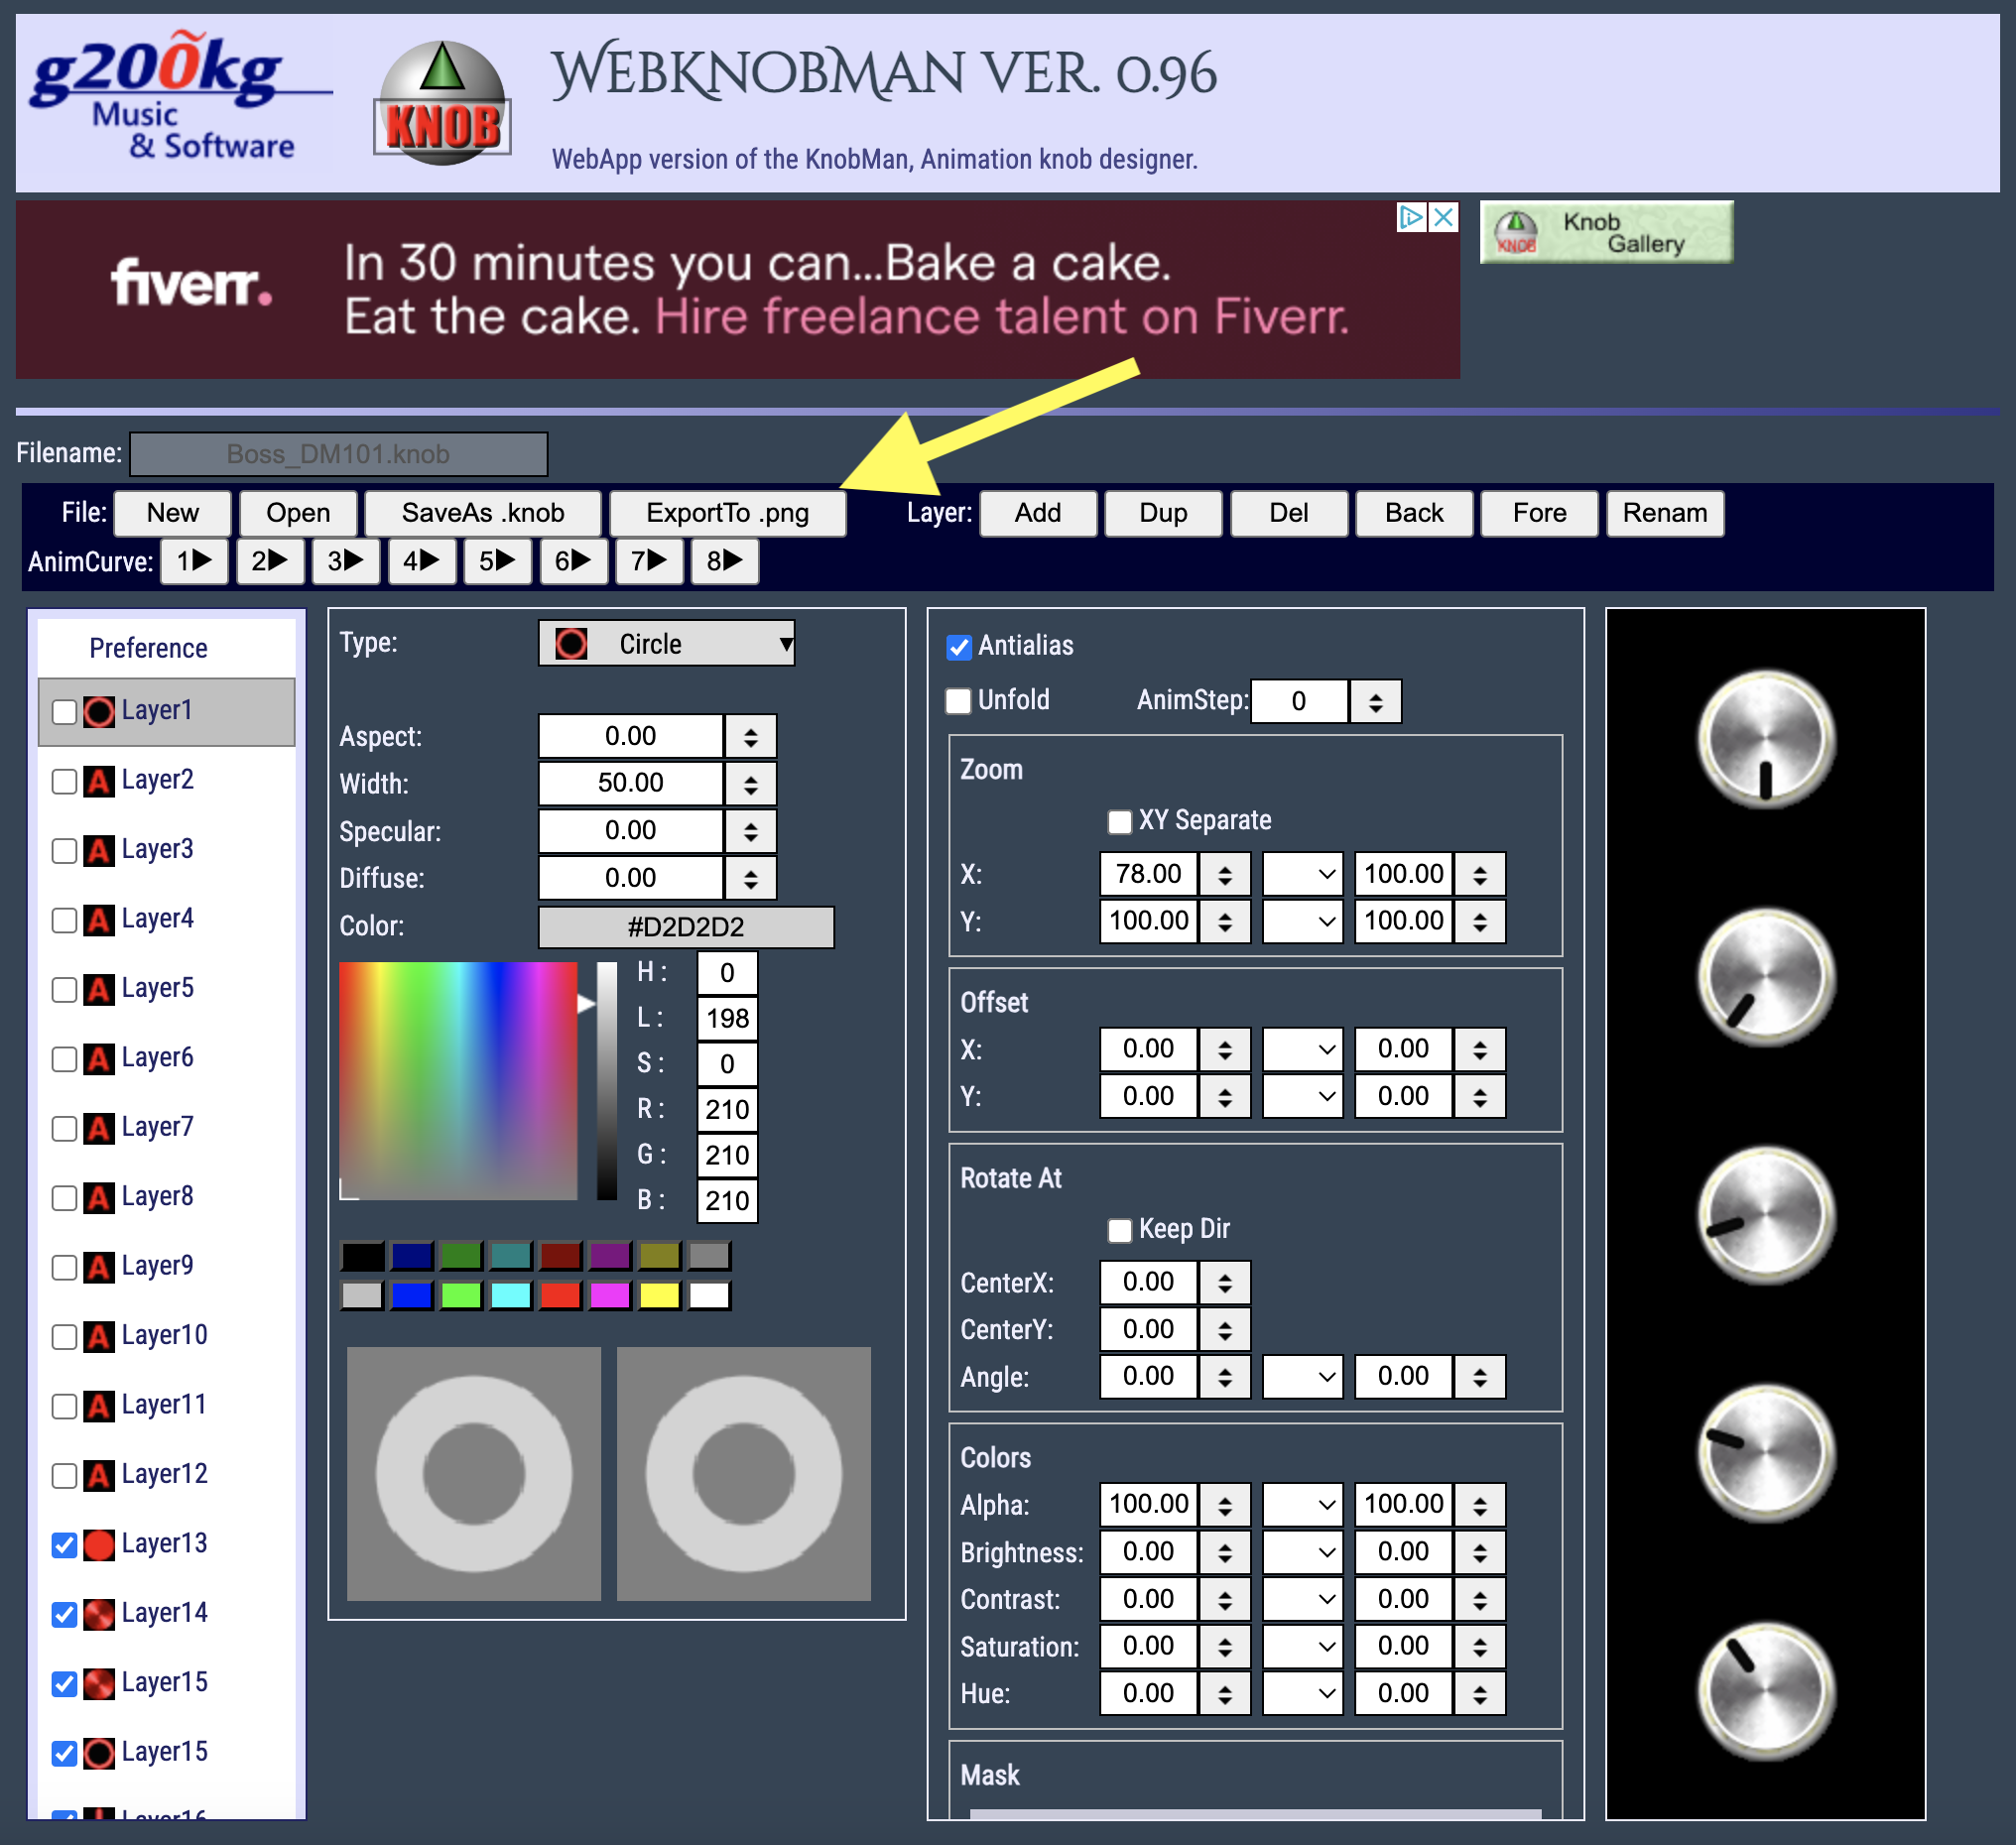 g200kg
Music
& Software
KNOB
WebKnobMan ver. 0.96
WebApp version of the KnobMan, Animation knob designer.
fiverr.
In 30 minutes you can...Bake a cake.
Eat the cake. Hire freelance talent on Fiverr.
KNOB
Knob
Gallery
Filename: Boss_DM101.knob
File: New Open SaveAs .knob ExportTo .png Layer: Add Dup Del Back Fore Renam
AnimCurve: 1▶ 2▶ 3▶ 4▶ 5▶ 6▶ 7▶ 8▶
Preference
Layer1
A Layer2
A Layer3
A Layer4
A Layer5
A Layer6
A Layer7
A Layer8
A Layer9
A Layer10
A Layer11
A Layer12
Layer13
Layer14
Layer15
Layer15
Layer16
Type: Circle ▼
Aspect: 0.00
Width: 50.00
Specular: 0.00
Diffuse: 0.00
Color: #D2D2D2
H : 0
L : 198
S : 0
R : 210
G : 210
B : 210
Antialias
Unfold AnimStep: 0
Zoom
XY Separate
X: 78.00 100.00
Y: 100.00 100.00
Offset
X: 0.00 0.00
Y: 0.00 0.00
Rotate At
Keep Dir
CenterX: 0.00
CenterY: 0.00
Angle: 0.00 0.00
Colors
Alpha: 100.00 100.00
Brightness: 0.00 0.00
Contrast: 0.00 0.00
Saturation: 0.00 0.00
Hue: 0.00 0.00
Mask